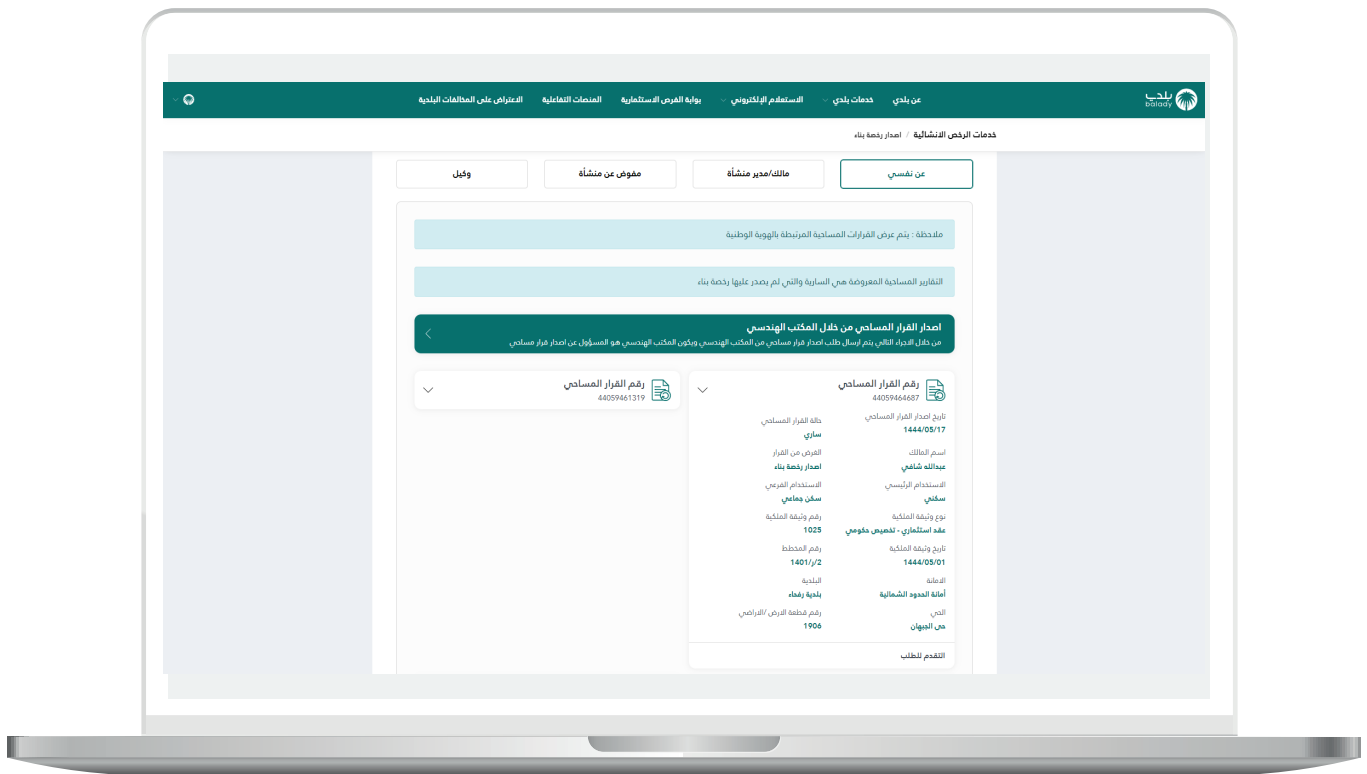 بلدي
balady
عن بلدي
خدمات بلدي
الاستعلام الإلكتروني
بوابة الفرص الاستثمارية
المنصات التفاعلية
الاعتراض على المخالفات البلدية
خدمات الرخص الانشائية / اصدار رخصة بناء
عن نفسي
مالك/مدير منشأة
مفوض عن منشأة
وكيل
ملاحظة : يتم عرض القرارات المساحية المرتبطة بالهوية الوطنية
التقارير المساحية المعروضة هي السارية والتي لم يصدر عليها رخصة بناء
اصدار القرار المساحي من خلال المكتب الهندسي
من خلال الاجراء التالي يتم ارسال طلب اصدار قرار مساحي من المكتب الهندسي ويكون المكتب الهندسي هو المسؤول عن اصدار قرار مساحي
رقم القرار المساحي
44059464687
رقم القرار المساحي
44059461319
تاريخ اصدار القرار المساحي
1444/05/17
حالة القرار المساحي
ساري
اسم المالك
عبدالله شافي
الغرض من القرار
اصدار رخصة بناء
الاستخدام الرئيسي
سكني
الاستخدام الفرعي
سكن جماعي
نوع وثيقة الملكية
عقد استثماري - تخصيص حكومي
رقم وثيقة الملكية
1025
تاريخ وثيقة الملكية
1444/05/01
رقم المخطط
2/ر/1401
الامانة
أمانة الحدود الشمالية
البلدية
بلدية رفحاء
الحي
حى الجيهان
رقم قطعة الارض /الاراضي
1906
التقدم للطلب